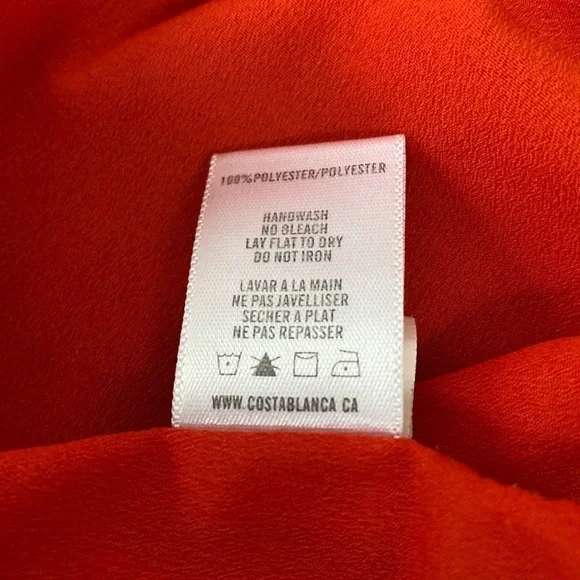 100% POLYESTER/POLYESTER
HANDWASH
NO BLEACH
LAY FLAT TO DRY
DO NOT IRON
LAVAR A LA MAIN
NE PAS JAVELLISER
SECHER A PLAT
NE PAS REPASSER
WWW.COSTABLANCA CA